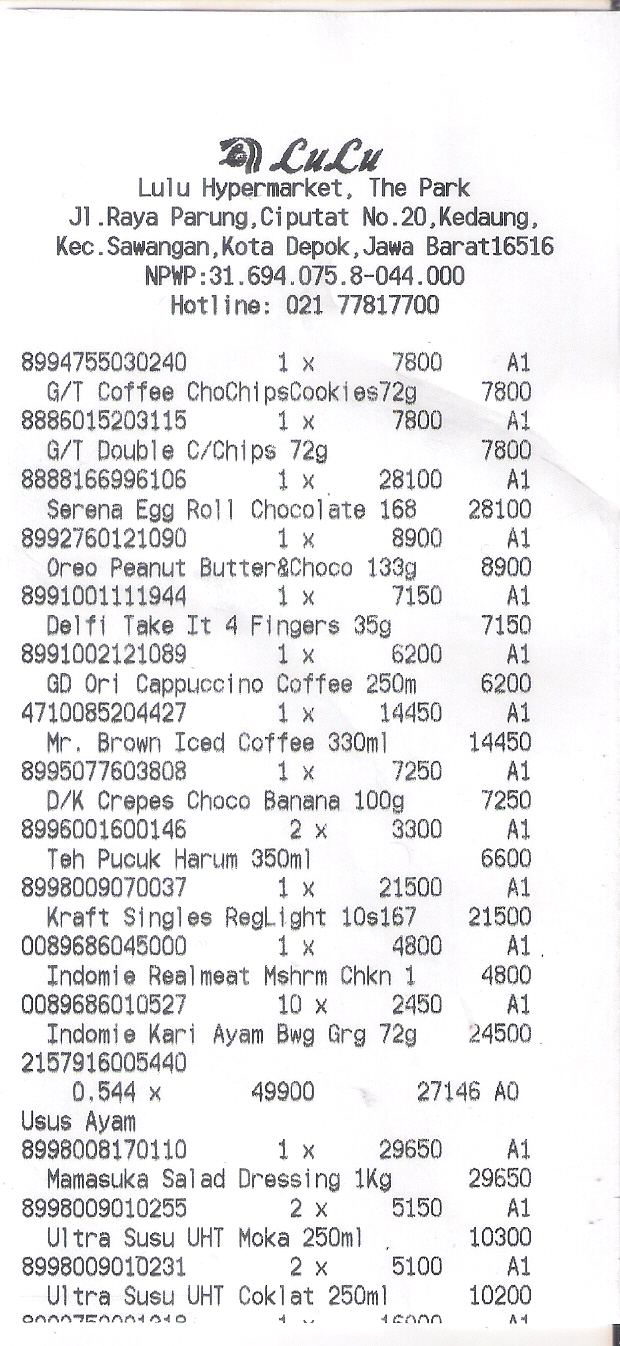 LuLu
Lulu Hypermarket, The Park
Jl.Raya Parung,Ciputat No.20,Kedaung,
Kec.Sawangan,Kota Depok,Jawa Barat16516
NPWP:31.694.075.8-044.000
Hotline: 021 77817700
8994755030240 1 x 7800 A1
G/T Coffee ChoChipsCookies72g 7800
8886015203115 1 x 7800 A1
G/T Double C/Chips 72g 7800
8888166996106 1 x 28100 A1
Serena Egg Roll Chocolate 168 28100
8992760121090 1 x 8900 A1
Oreo Peanut Butter&Choco 133g 8900
8991001111944 1 x 7150 A1
Delfi Take It 4 Fingers 35g 7150
8991002121089 1 x 6200 A1
GD Ori Cappuccino Coffee 250m 6200
4710085204427 1 x 14450 A1
Mr. Brown Iced Coffee 330ml 14450
8995077603808 1 x 7250 A1
D/K Crepes Choco Banana 100g 7250
8996001600146 2 x 3300 A1
Teh Pucuk Harum 350ml 6600
8998009070037 1 x 21500 A1
Kraft Singles RegLight 10s167 21500
0089686045000 1 x 4800 A1
Indomie Realmeat Mshrm Chkn 1 4800
0089686010527 10 x 2450 A1
Indomie Kari Ayam Bwg Grg 72g 24500
2157916005440
0.544 x 49900 27146 A0
Usus Ayam
8998008170110 1 x 29650 A1
Mamasuka Salad Dressing 1Kg 29650
8998009010255 2 x 5150 A1
Ultra Susu UHT Moka 250ml 10300
8998009010231 2 x 5100 A1
Ultra Susu UHT Coklat 250ml 10200